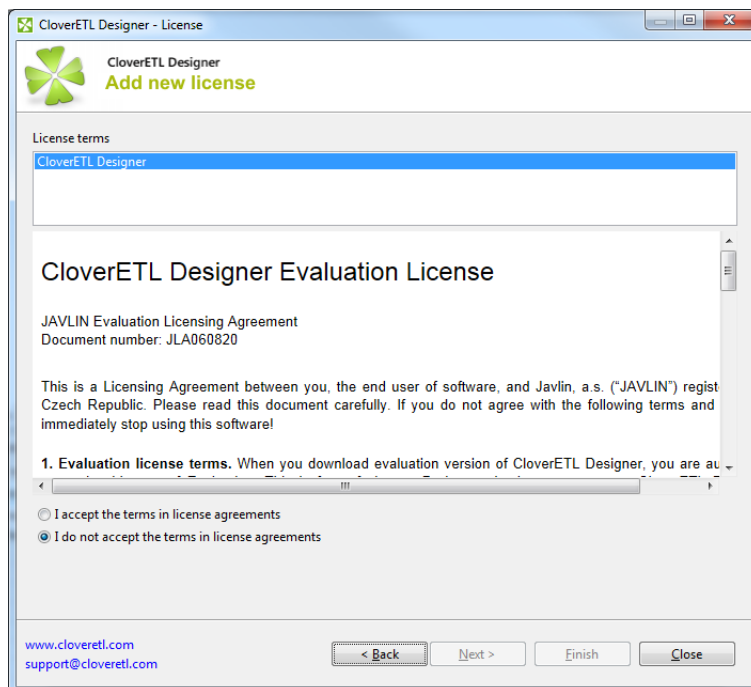 CloverETL Designer - License
CloverETL Designer
Add new license
License terms
CloverETL Designer
CloverETL Designer Evaluation License
JAVLIN Evaluation Licensing Agreement
Document number: JLA060820
This is a Licensing Agreement between you, the end user of software, and Javlin, a.s. (“JAVLIN”) regist
Czech Republic. Please read this document carefully. If you do not agree with the following terms and
immediately stop using this software!
1. Evaluation license terms. When you download evaluation version of CloverETL Designer, you are au
I accept the terms in license agreements
I do not accept the terms in license agreements
www.cloveretl.com
support@cloveretl.com
< Back
Next >
Finish
Close